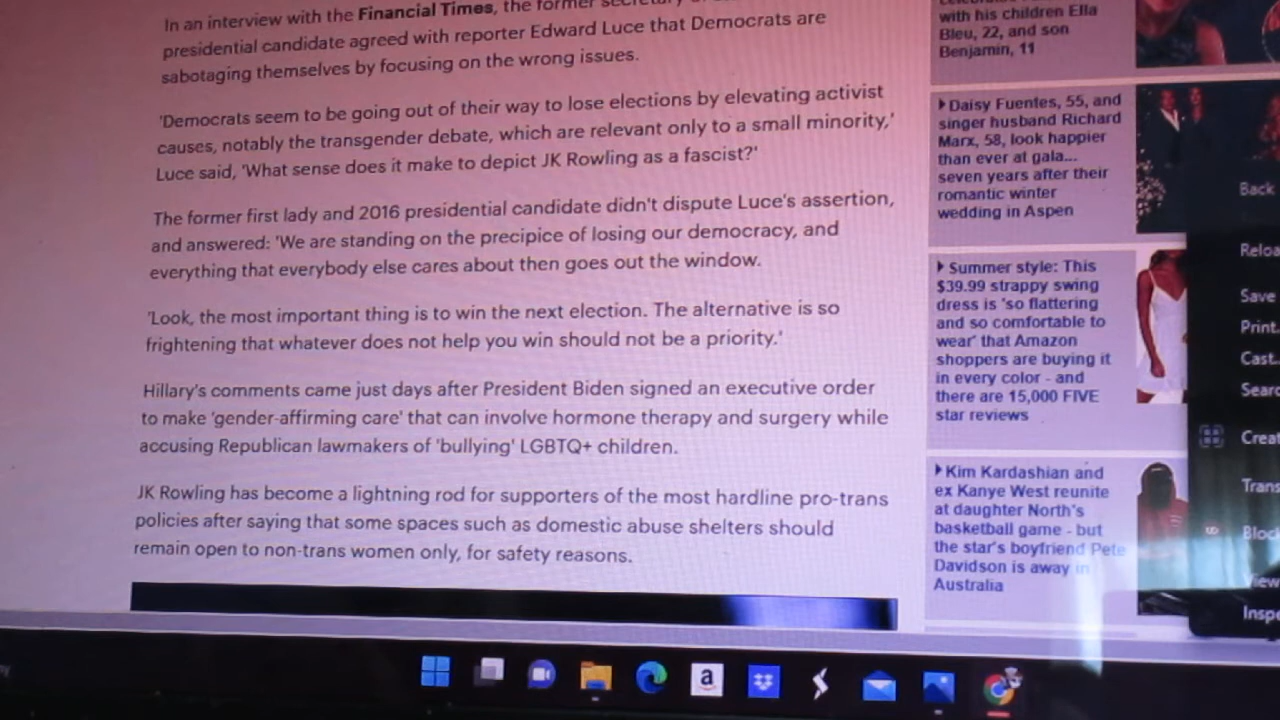 In an interview with the Financial Times, the former
presidential candidate agreed with reporter Edward Luce that Democrats are
sabotaging themselves by focusing on the wrong issues.
'Democrats seem to be going out of their way to lose elections by elevating activist
causes, notably the transgender debate, which are relevant only to a small minority,'
Luce said, 'What sense does it make to depict JK Rowling as a fascist?'
The former first lady and 2016 presidential candidate didn't dispute Luce's assertion,
and answered: 'We are standing on the precipice of losing our democracy, and
everything that everybody else cares about then goes out the window.
'Look, the most important thing is to win the next election. The alternative is so
frightening that whatever does not help you win should not be a priority.'
Hillary's comments came just days after President Biden signed an executive order
to make 'gender-affirming care' that can involve hormone therapy and surgery while
accusing Republican lawmakers of 'bullying' LGBTQ+ children.
JK Rowling has become a lightning rod for supporters of the most hardline pro-trans
policies after saying that some spaces such as domestic abuse shelters should
remain open to non-trans women only, for safety reasons.
with his children Ella
Bleu, 22, and son
Benjamin, 11
Daisy Fuentes, 55, and
singer husband Richard
Marx, 58, look happier
than ever at gala...
seven years after their
romantic winter
wedding in Aspen
Summer style: This
$39.99 strappy swing
dress is 'so flattering
and so comfortable to
wear' that Amazon
shoppers are buying it
in every color - and
there are 15,000 FIVE
star reviews
Kim Kardashian and
ex Kanye West reunite
at daughter North's
basketball game - but
the star's boyfriend Pete
Davidson is away in
Australia
Back
Reloa
Save
Print.
Cast.
Searc
Creat
Trans
Block
View
Inspe
a